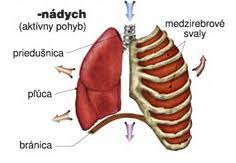 -nádych
(aktívny pohyb)
medzirebrové
svaly
priedušnica
pľúca
bránica